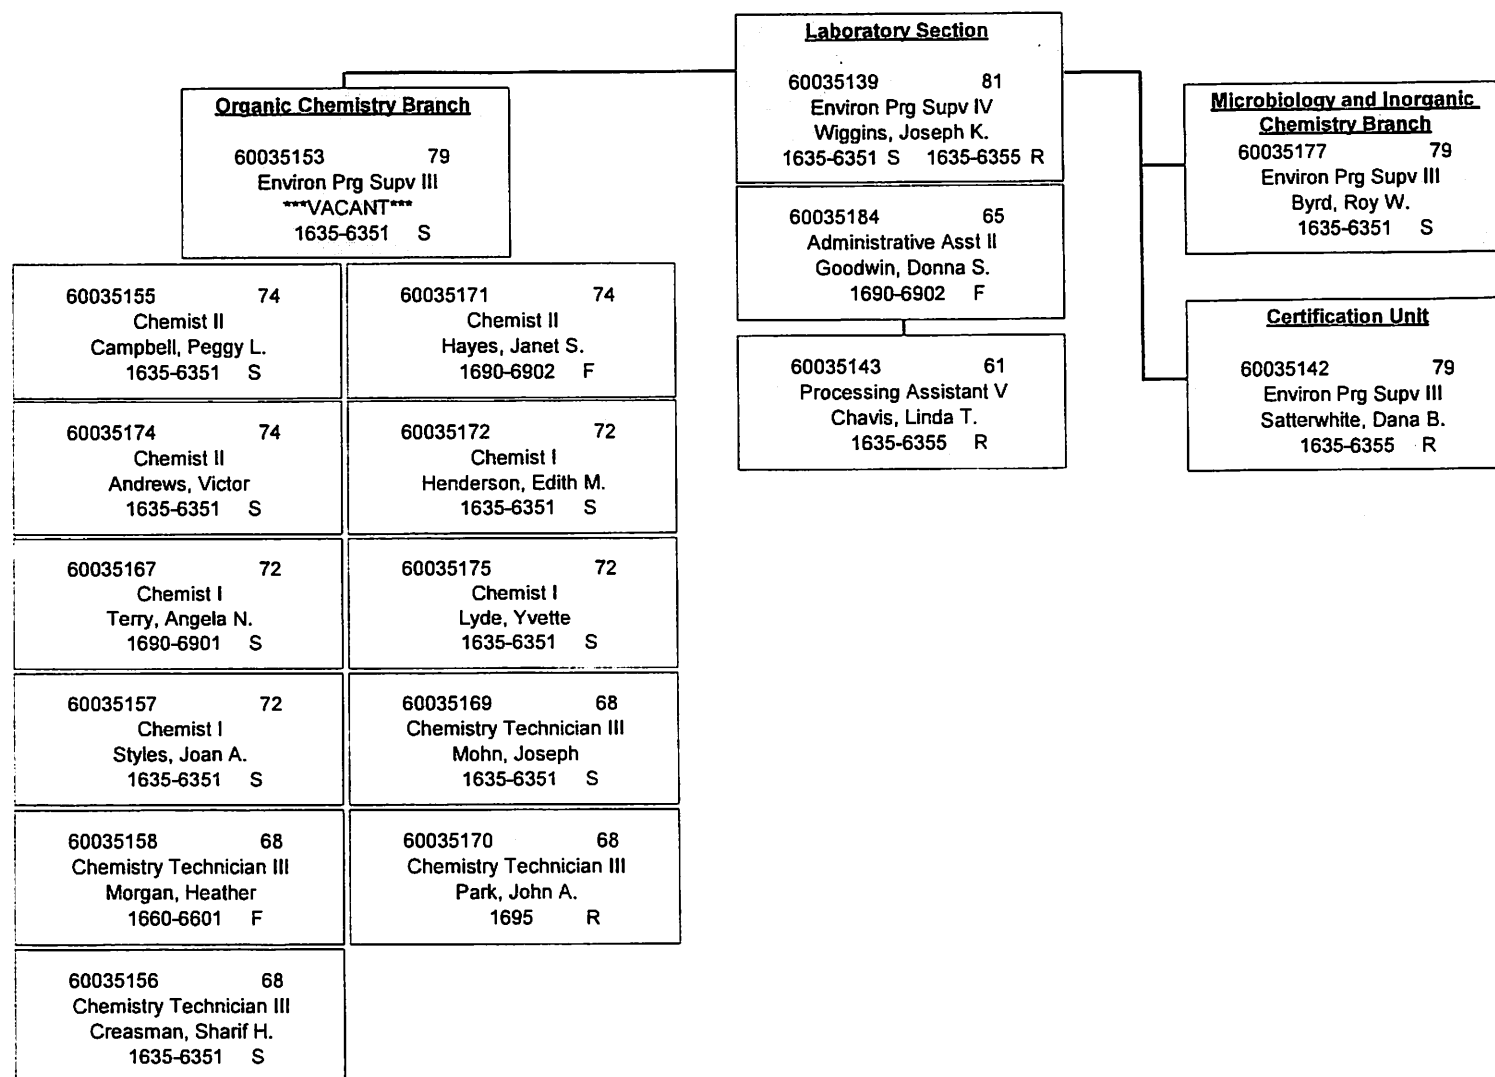 Laboratory Section
60035139 81
Environ Prg Supv IV
Wiggins, Joseph K.
1635-6351 S 1635-6355 R
60035184 65
Administrative Asst II
Goodwin, Donna S.
1690-6902 F
60035143 61
Processing Assistant V
Chavis, Linda T.
1635-6355 R
Organic Chemistry Branch
60035153 79
Environ Prg Supv III
***VACANT***
1635-6351 S
60035155 74
Chemist II
Campbell, Peggy L.
1635-6351 S
60035171 74
Chemist II
Hayes, Janet S.
1690-6902 F
60035174 74
Chemist II
Andrews, Victor
1635-6351 S
60035172 72
Chemist I
Henderson, Edith M.
1635-6351 S
60035167 72
Chemist I
Terry, Angela N.
1690-6901 S
60035175 72
Chemist I
Lyde, Yvette
1635-6351 S
60035157 72
Chemist I
Styles, Joan A.
1635-6351 S
60035169 68
Chemistry Technician III
Mohn, Joseph
1635-6351 S
60035158 68
Chemistry Technician III
Morgan, Heather
1660-6601 F
60035170 68
Chemistry Technician III
Park, John A.
1695 R
60035156 68
Chemistry Technician III
Creasman, Sharif H.
1635-6351 S
Microbiology and Inorganic
Chemistry Branch
60035177 79
Environ Prg Supv III
Byrd, Roy W.
1635-6351 S
Certification Unit
60035142 79
Environ Prg Supv III
Satterwhite, Dana B.
1635-6355 R